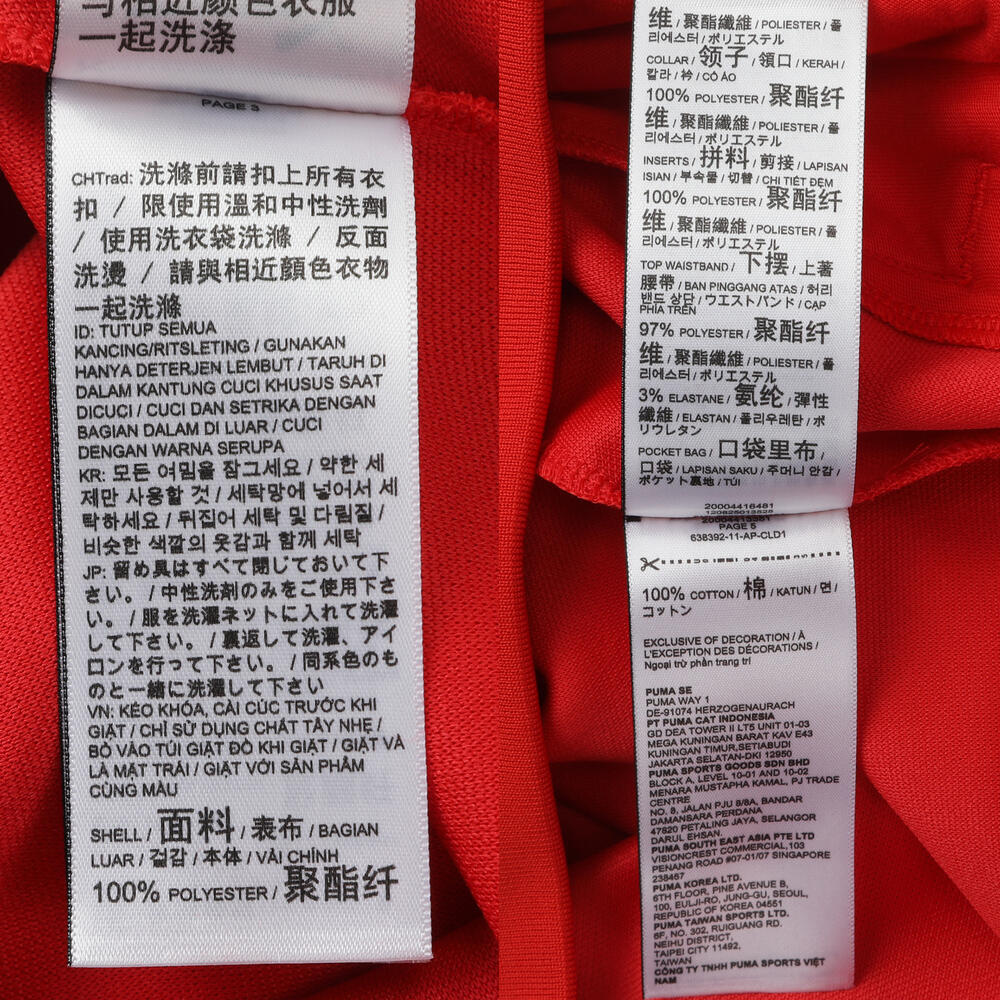 与相近颜色衣服
一起洗涤
PAGE 3
CHTrad: 洗滌前請扣上所有衣
扣 / 限使用溫和中性洗劑
/ 使用洗衣袋洗滌 / 反面
洗燙 / 請與相近顏色衣物
一起洗滌
ID: TUTUP SEMUA
KANCING/RITSLETING / GUNAKAN
HANYA DETERJEN LEMBUT / TARUH DI
DALAM KANTUNG CUCI KHUSUS SAAT
DICUCI / CUCI DAN SETRIKA DENGAN
BAGIAN DALAM DI LUAR / CUCI
DENGAN WARNA SERUPA
KR: 모든 여밈을 잠그세요 / 약한 세
제만 사용할 것 / 세탁망에 넣어서 세
탁하세요 / 뒤집어 세탁 및 다림질 /
비슷한 색깔의 옷감과 함께 세탁
JP: 留め具はすべて閉じておいて下
さい。 / 中性洗剤のみをご使用下さ
い。 / 服を洗濯ネットに入れて洗濯
して下さい。 / 裏返して洗濯、アイ
ロンを行って下さい。 / 同系色のも
のと一緒に洗濯して下さい
VN: KÉO KHÓA, CÀI CÚC TRƯỚC KHI
GIẶT / CHỈ SỬ DỤNG CHẤT TẨY NHẸ /
BỎ VÀO TÚI GIẶT ĐỒ KHI GIẶT / GIẶT VÀ
LÀ MẶT TRÁI / GIẶT VỚI SẢN PHẨM
CÙNG MÀU
SHELL / 面料 / 表布 / BAGIAN
LUAR / 겉감 / 本体 / VẢI CHÍNH
100% POLYESTER / 聚酯纤
维 / 聚酯纖維 / POLIESTER / 폴
리에스터 / ポリエステル
COLLAR / 领子 / 領口 / KERAH /
칼라 / 衿 / CỔ ÁO
100% POLYESTER / 聚酯纤
维 / 聚酯纖維 / POLIESTER / 폴
리에스터 / ポリエステル
INSERTS / 拼料 / 剪接 / LAPISAN
ISIAN / 부속물 / 切替 / CHI TIẾT ĐỆM
100% POLYESTER / 聚酯纤
维 / 聚酯纖維 / POLIESTER / 폴
리에스터 / ポリエステル
TOP WAISTBAND / 下摆 / 上著
腰帶 / BAN PINGGANG ATAS / 허리
밴드 상단 / ウエストバンド / CẠP
PHÍA TRÊN
97% POLYESTER / 聚酯纤
维 / 聚酯纖維 / POLIESTER / 폴
리에스터 / ポリエステル
3% ELASTANE / 氨纶 / 彈性
纖維 / ELASTAN / 폴리우레탄 / ポ
リウレタン
POCKET BAG / 口袋里布 /
口袋 / LAPISAN SAKU / 주머니 안감 /
ポケット裏地 / TÚI
PAGE 5
638392-11-AP-CLD1
100% COTTON / 棉 / KATUN / 면 /
コットン
EXCLUSIVE OF DECORATION / À
L'EXCEPTION DES DÉCORATIONS /
Ngoại trừ phần trang trí
PUMA SE
PUMA WAY 1
DE-91074 HERZOGENAURACH
PT PUMA CAT INDONESIA
GD DEA TOWER II LT5 UNIT 01-03
MEGA KUNINGAN BARAT KAV E43
KUNINGAN TIMUR,SETIABUDI
JAKARTA SELATAN-DKI 12950
PUMA SPORTS GOODS SDN BHD
BLOCK A, LEVEL 10-01 AND 10-02
MENARA MUSTAPHA KAMAL, PJ TRADE
CENTRE
NO. 8, JALAN PJU 8/8A, BANDAR
DAMANSARA PERDANA
47820 PETALING JAYA, SELANGOR
DARUL EHSAN.
PUMA SOUTH EAST ASIA PTE LTD
VISIONCREST COMMERCIAL,103
PENANG ROAD #07-01/07 SINGAPORE
238467
PUMA KOREA LTD.
6TH FLOOR, PINE AVENUE B,
100, EULJI-RO, JUNG-GU, SEOUL,
REPUBLIC OF KOREA 04551
PUMA TAIWAN SPORTS LTD.
6F, NO. 302, RUIGUANG RD.
NEIHU DISTRICT,
TAIPEI CITY 11492,
TAIWAN
CÔNG TY TNHH PUMA SPORTS VIỆT
NAM